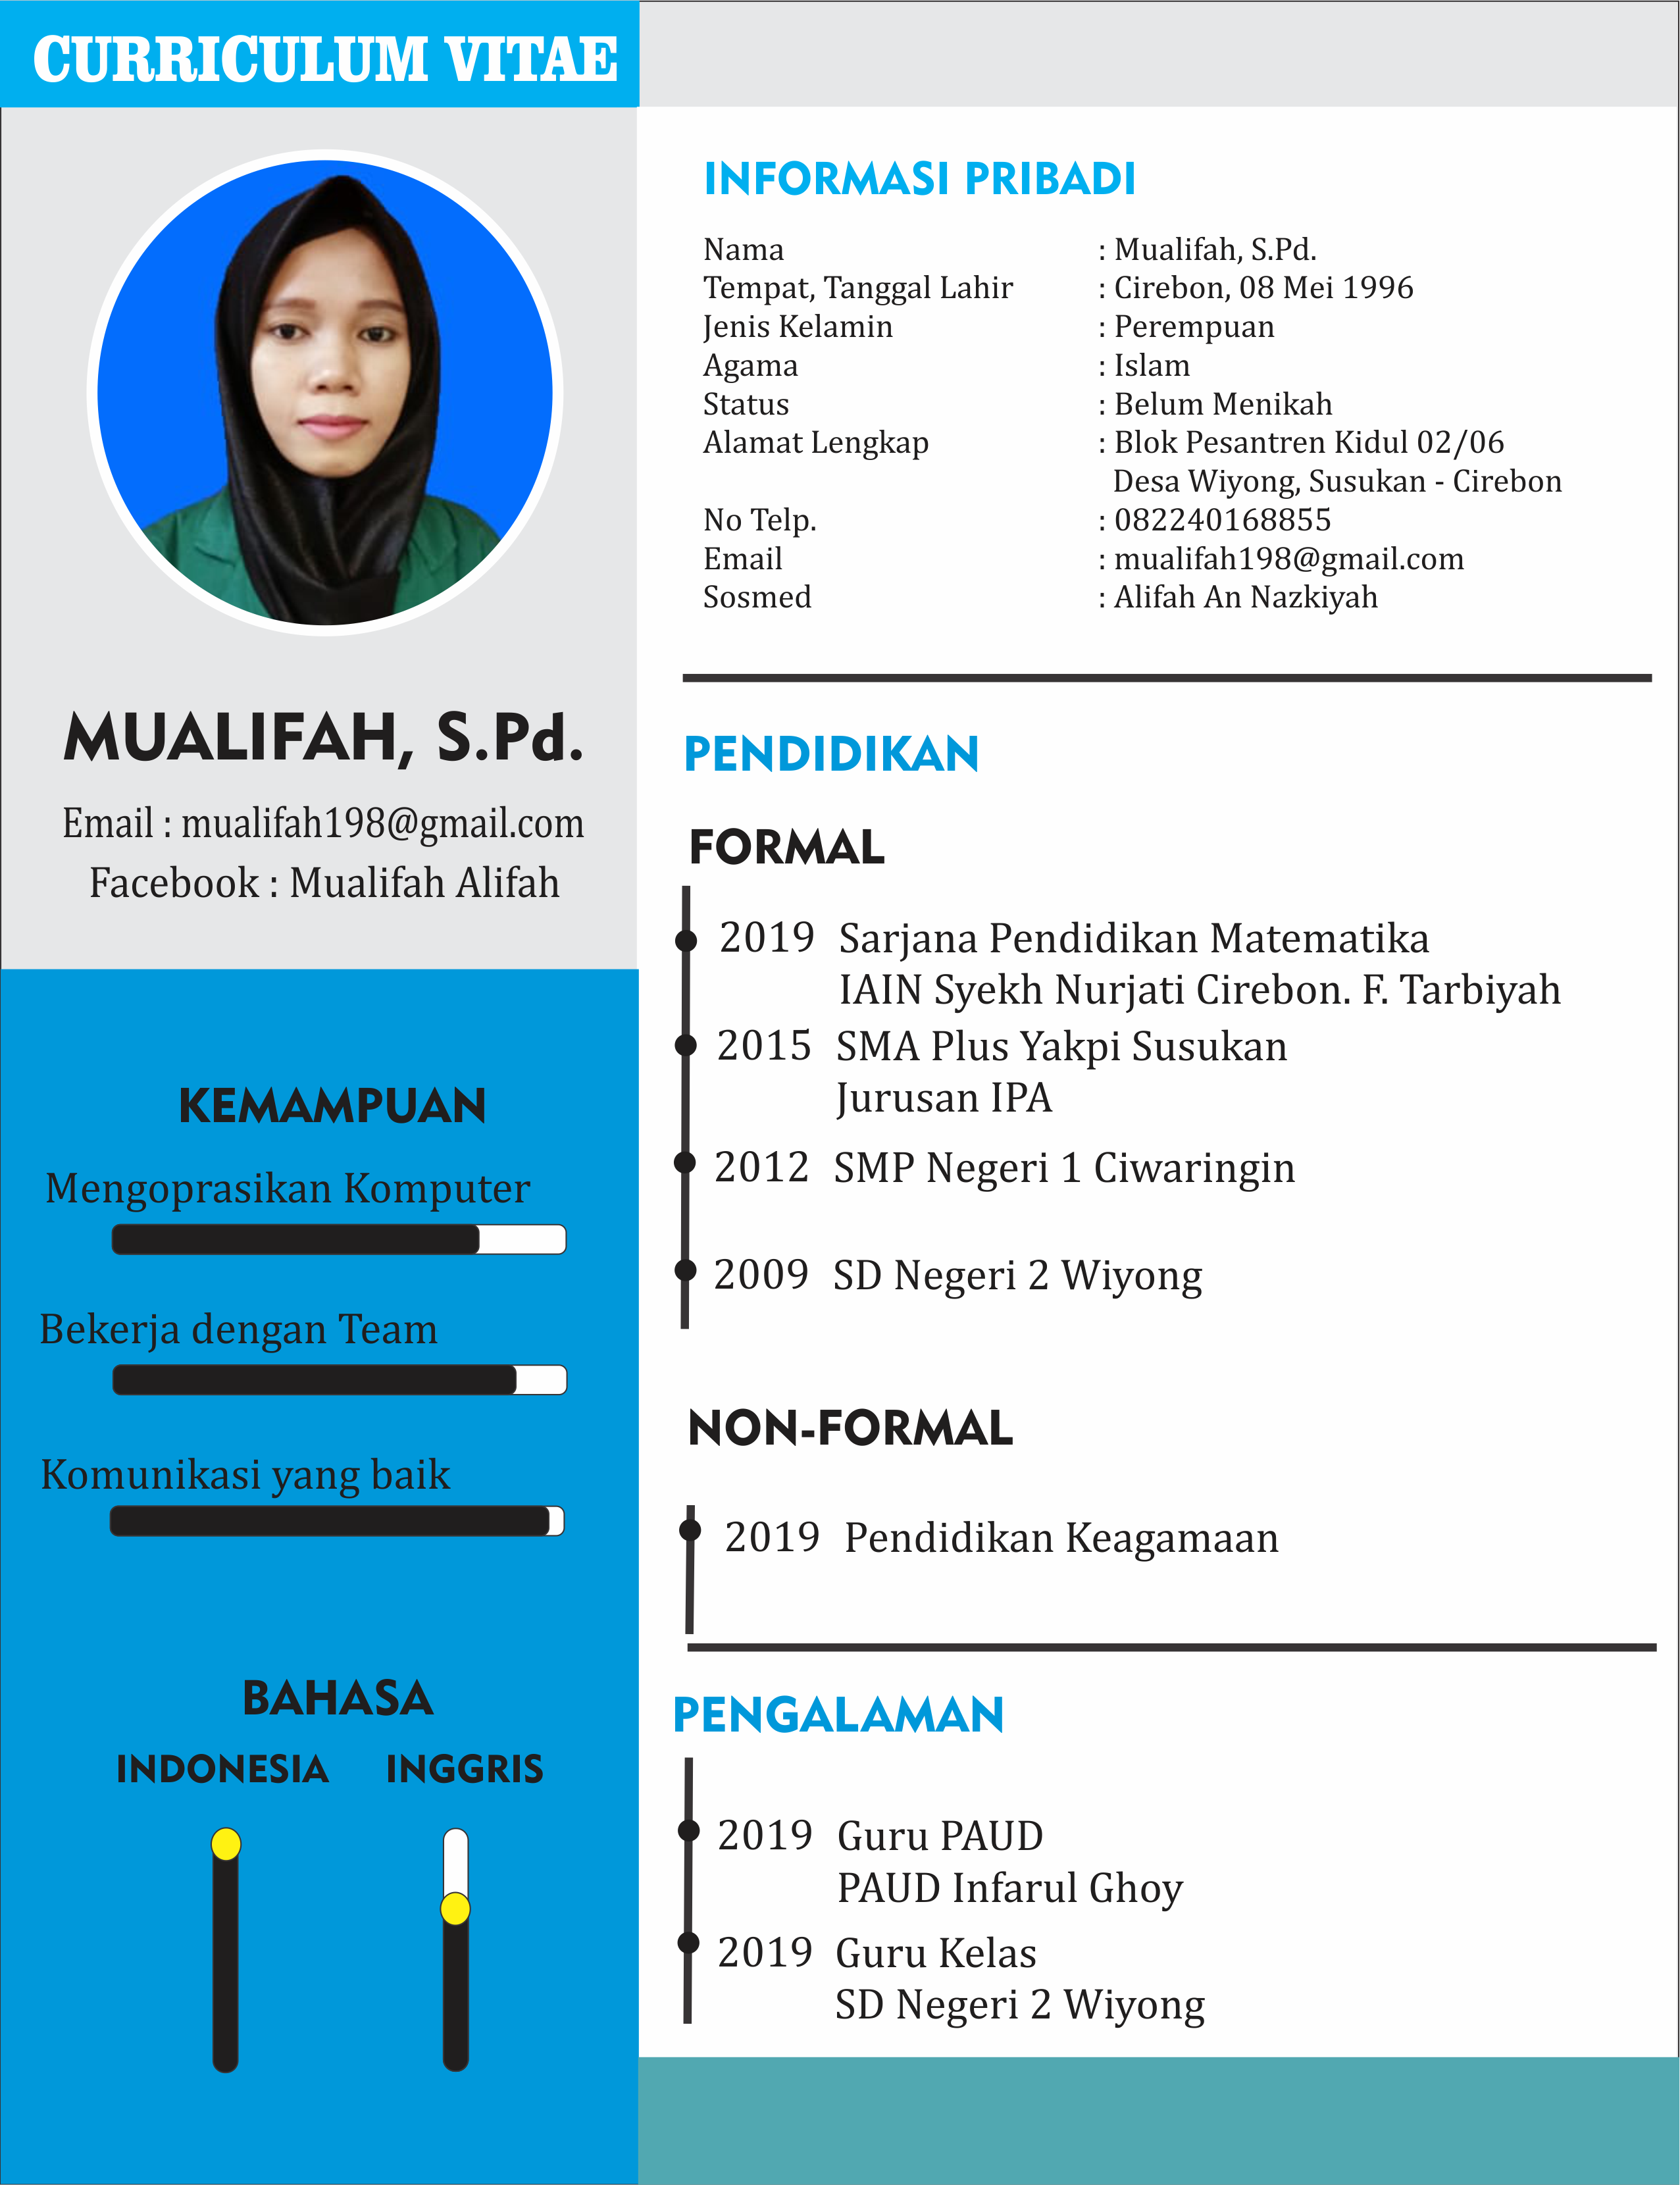 CURRICULUM VITAE
MUALIFAH, S.Pd.
Email : mualifah198@gmail.com
Facebook : Mualifah Alifah
KEMAMPUAN
Mengoprasikan Komputer
Bekerja dengan Team
Komunikasi yang baik
BAHASA
INDONESIA INGGRIS
INFORMASI PRIBADI
Nama : Mualifah, S.Pd.
Tempat, Tanggal Lahir : Cirebon, 08 Mei 1996
Jenis Kelamin : Perempuan
Agama : Islam
Status : Belum Menikah
Alamat Lengkap : Blok Pesantren Kidul 02/06
Desa Wiyong, Susukan - Cirebon
No Telp. : 082240168855
Email : mualifah198@gmail.com
Sosmed : Alifah An Nazkiyah
PENDIDIKAN
FORMAL
2019 Sarjana Pendidikan Matematika
IAIN Syekh Nurjati Cirebon. F. Tarbiyah
2015 SMA Plus Yakpi Susukan
Jurusan IPA
2012 SMP Negeri 1 Ciwaringin
2009 SD Negeri 2 Wiyong
NON-FORMAL
2019 Pendidikan Keagamaan
PENGALAMAN
2019 Guru PAUD
PAUD Infarul Ghoy
2019 Guru Kelas
SD Negeri 2 Wiyong